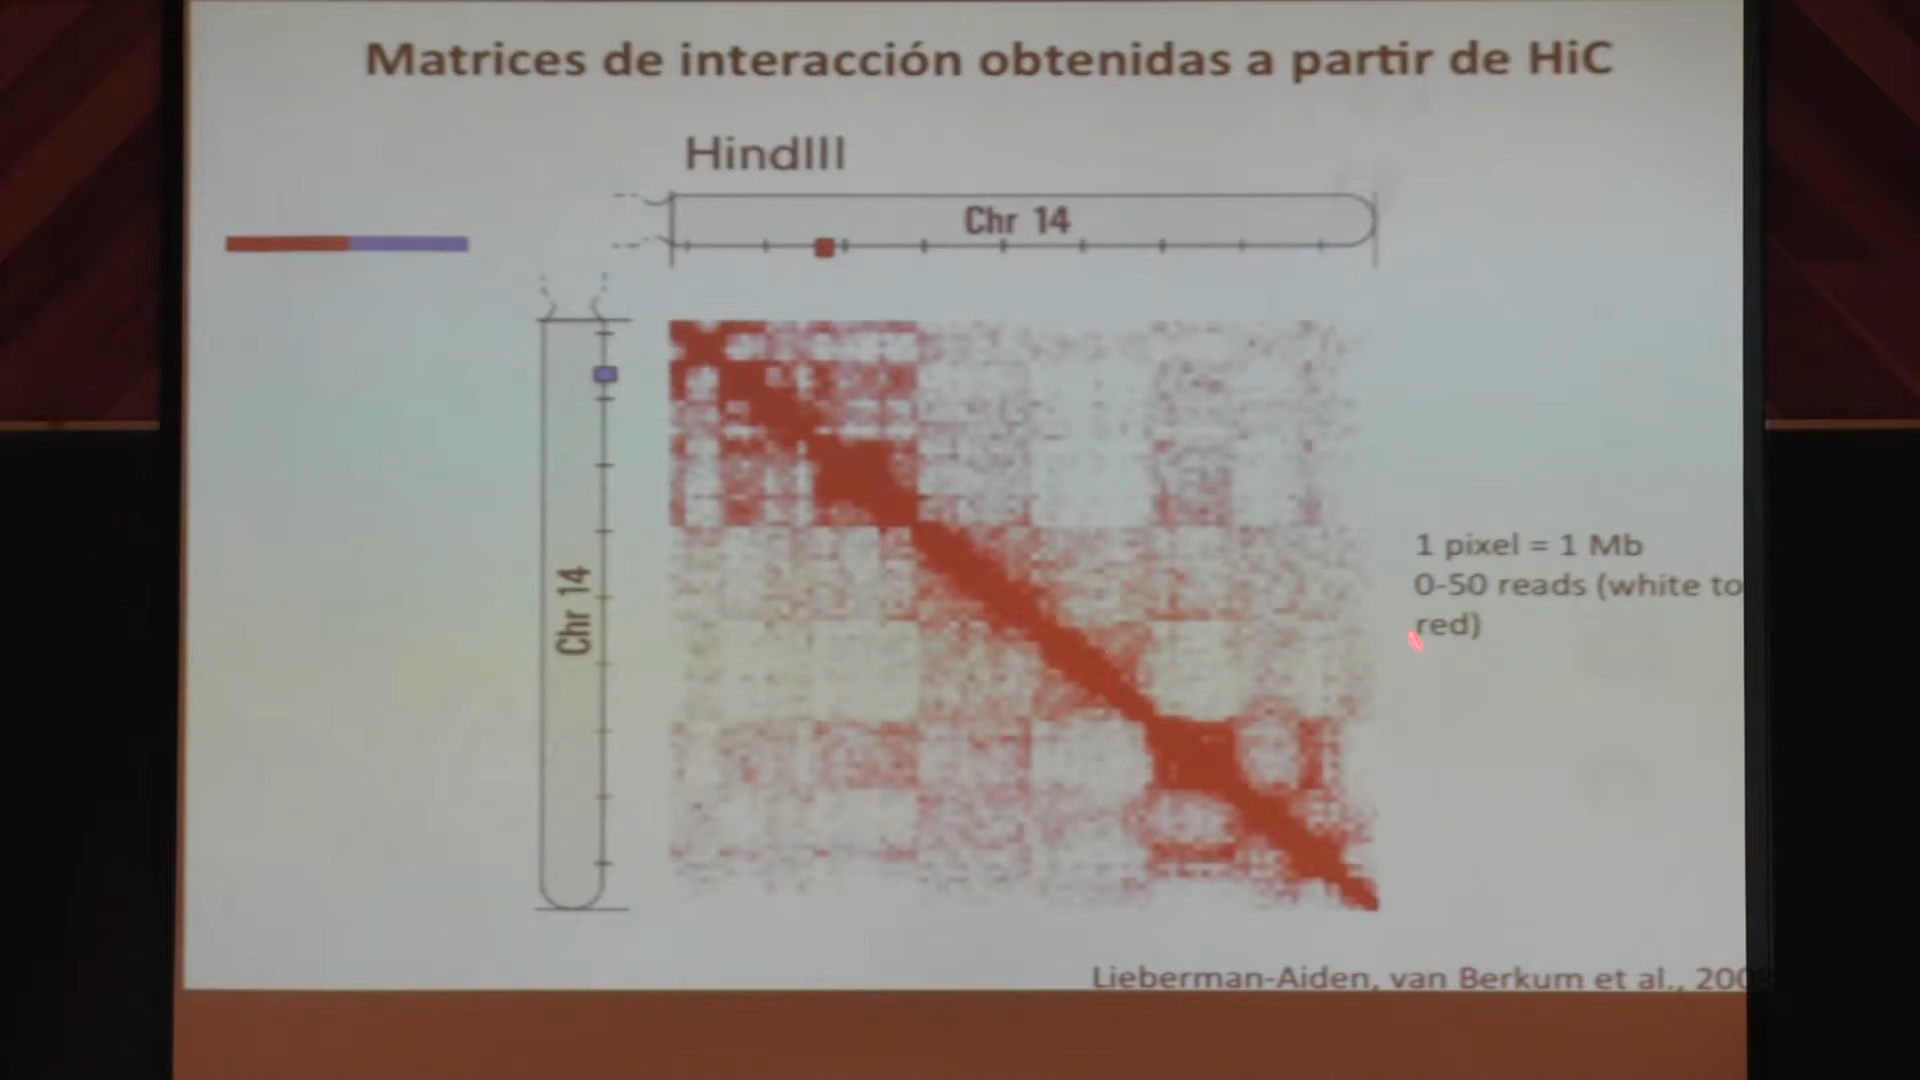 Matrices de interacción obtenidas a partir de HiC
HindIII
Chr 14
Chr 14
1 pixel = 1 Mb
0-50 reads (white to
red)
Lieberman-Aiden, van Berkum et al., 200